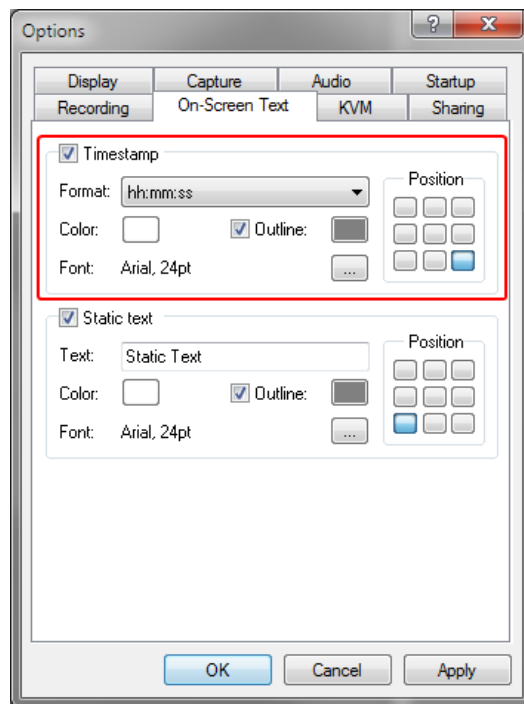 Options
Display Capture Audio Startup
Recording On-Screen Text KVM Sharing
Timestamp
Format: hh:mm:ss Position
Color: Outline:
Font: Arial, 24pt ...
Static text
Text: Static Text Position
Color: Outline:
Font: Arial, 24pt ...
OK Cancel Apply